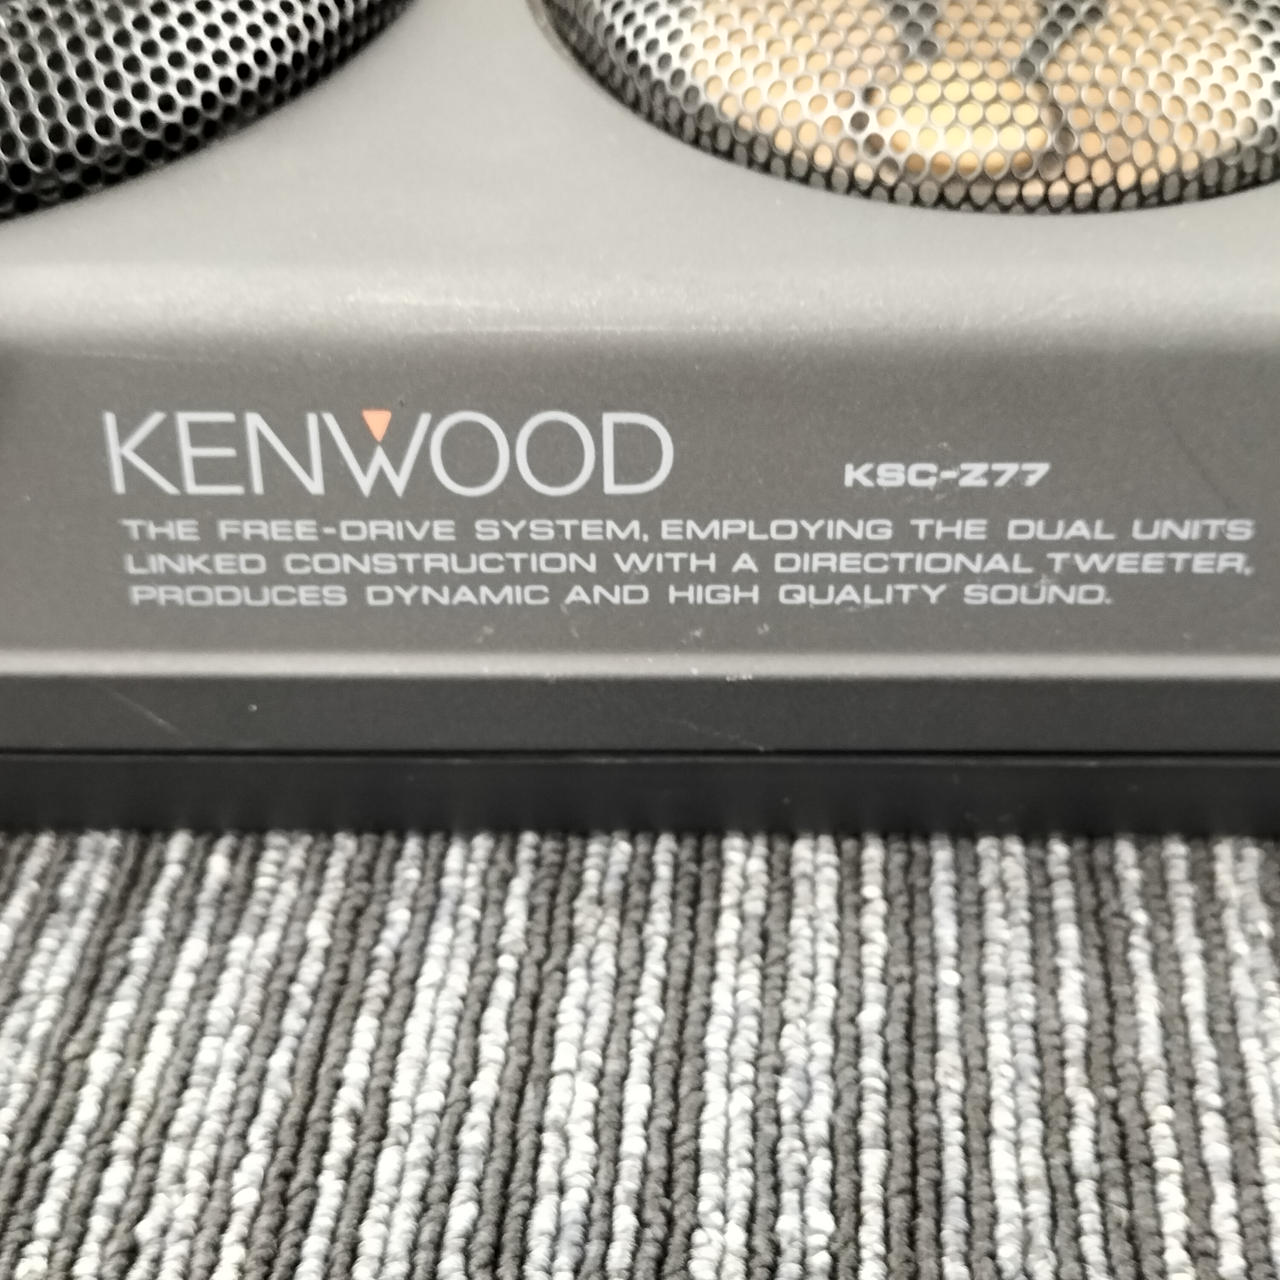 KENWOOD KSC-Z77
THE FREE-DRIVE SYSTEM, EMPLOYING THE DUAL UNITS
LINKED CONSTRUCTION WITH A DIRECTIONAL TWEETER,
PRODUCES DYNAMIC AND HIGH QUALITY SOUND.